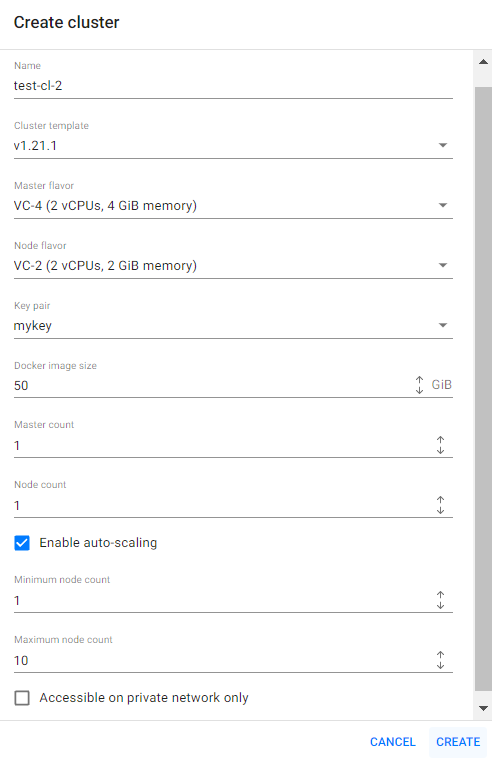 Create cluster
Name
test-cl-2
Cluster template
v1.21.1
Master flavor
VC-4 (2 vCPUs, 4 GiB memory)
Node flavor
VC-2 (2 vCPUs, 2 GiB memory)
Key pair
mykey
Docker image size
50 GiB
Master count
1
Node count
1
Enable auto-scaling
Minimum node count
1
Maximum node count
10
Accessible on private network only
CANCEL CREATE